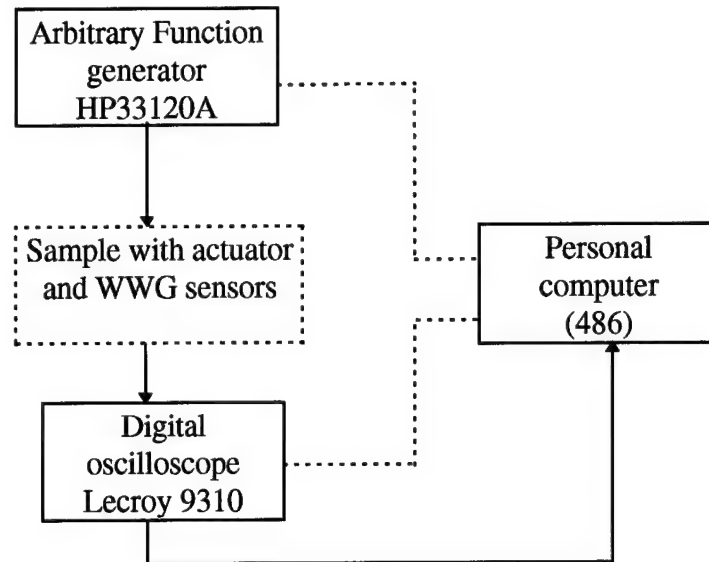 Arbitrary Function
generator
HP33120A
Sample with actuator
and WWG sensors
Personal
computer
(486)
Digital
oscilloscope
Lecroy 9310